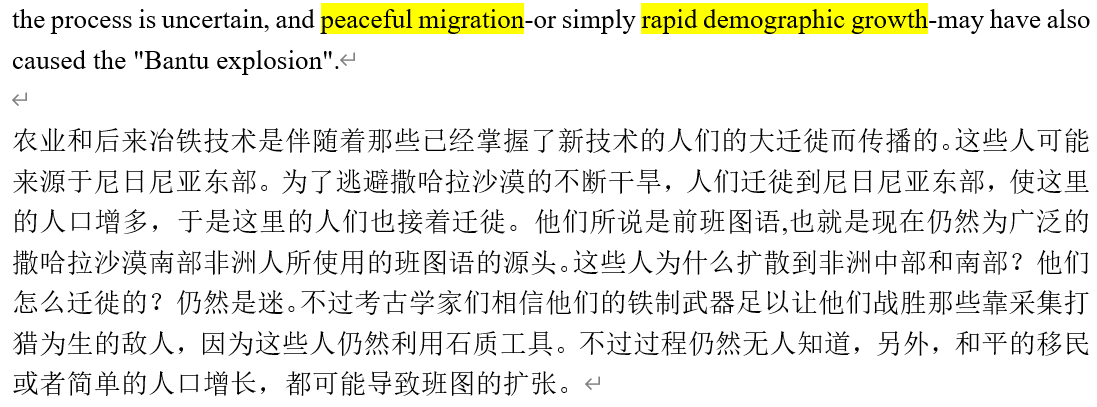 the process is uncertain, and peaceful migration-or simply rapid demographic growth-may have also
caused the "Bantu explosion".
农业和后来冶铁技术是伴随着那些已经掌握了新技术的人们的大迁徙而传播的。这些人可能
来源于尼日尼亚东部。为了逃避撒哈拉沙漠的不断干旱，人们迁徙到尼日尼亚东部，使这里
的人口增多，于是这里的人们也接着迁徙。他们所说是前班图语,也就是现在仍然为广泛的
撒哈拉沙漠南部非洲人所使用的班图语的源头。这些人为什么扩散到非洲中部和南部？他们
怎么迁徙的？仍然是迷。不过考古学家们相信他们的铁制武器足以让他们战胜那些靠采集打
猎为生的敌人，因为这些人仍然利用石质工具。不过过程仍然无人知道，另外，和平的移民
或者简单的人口增长，都可能导致班图的扩张。